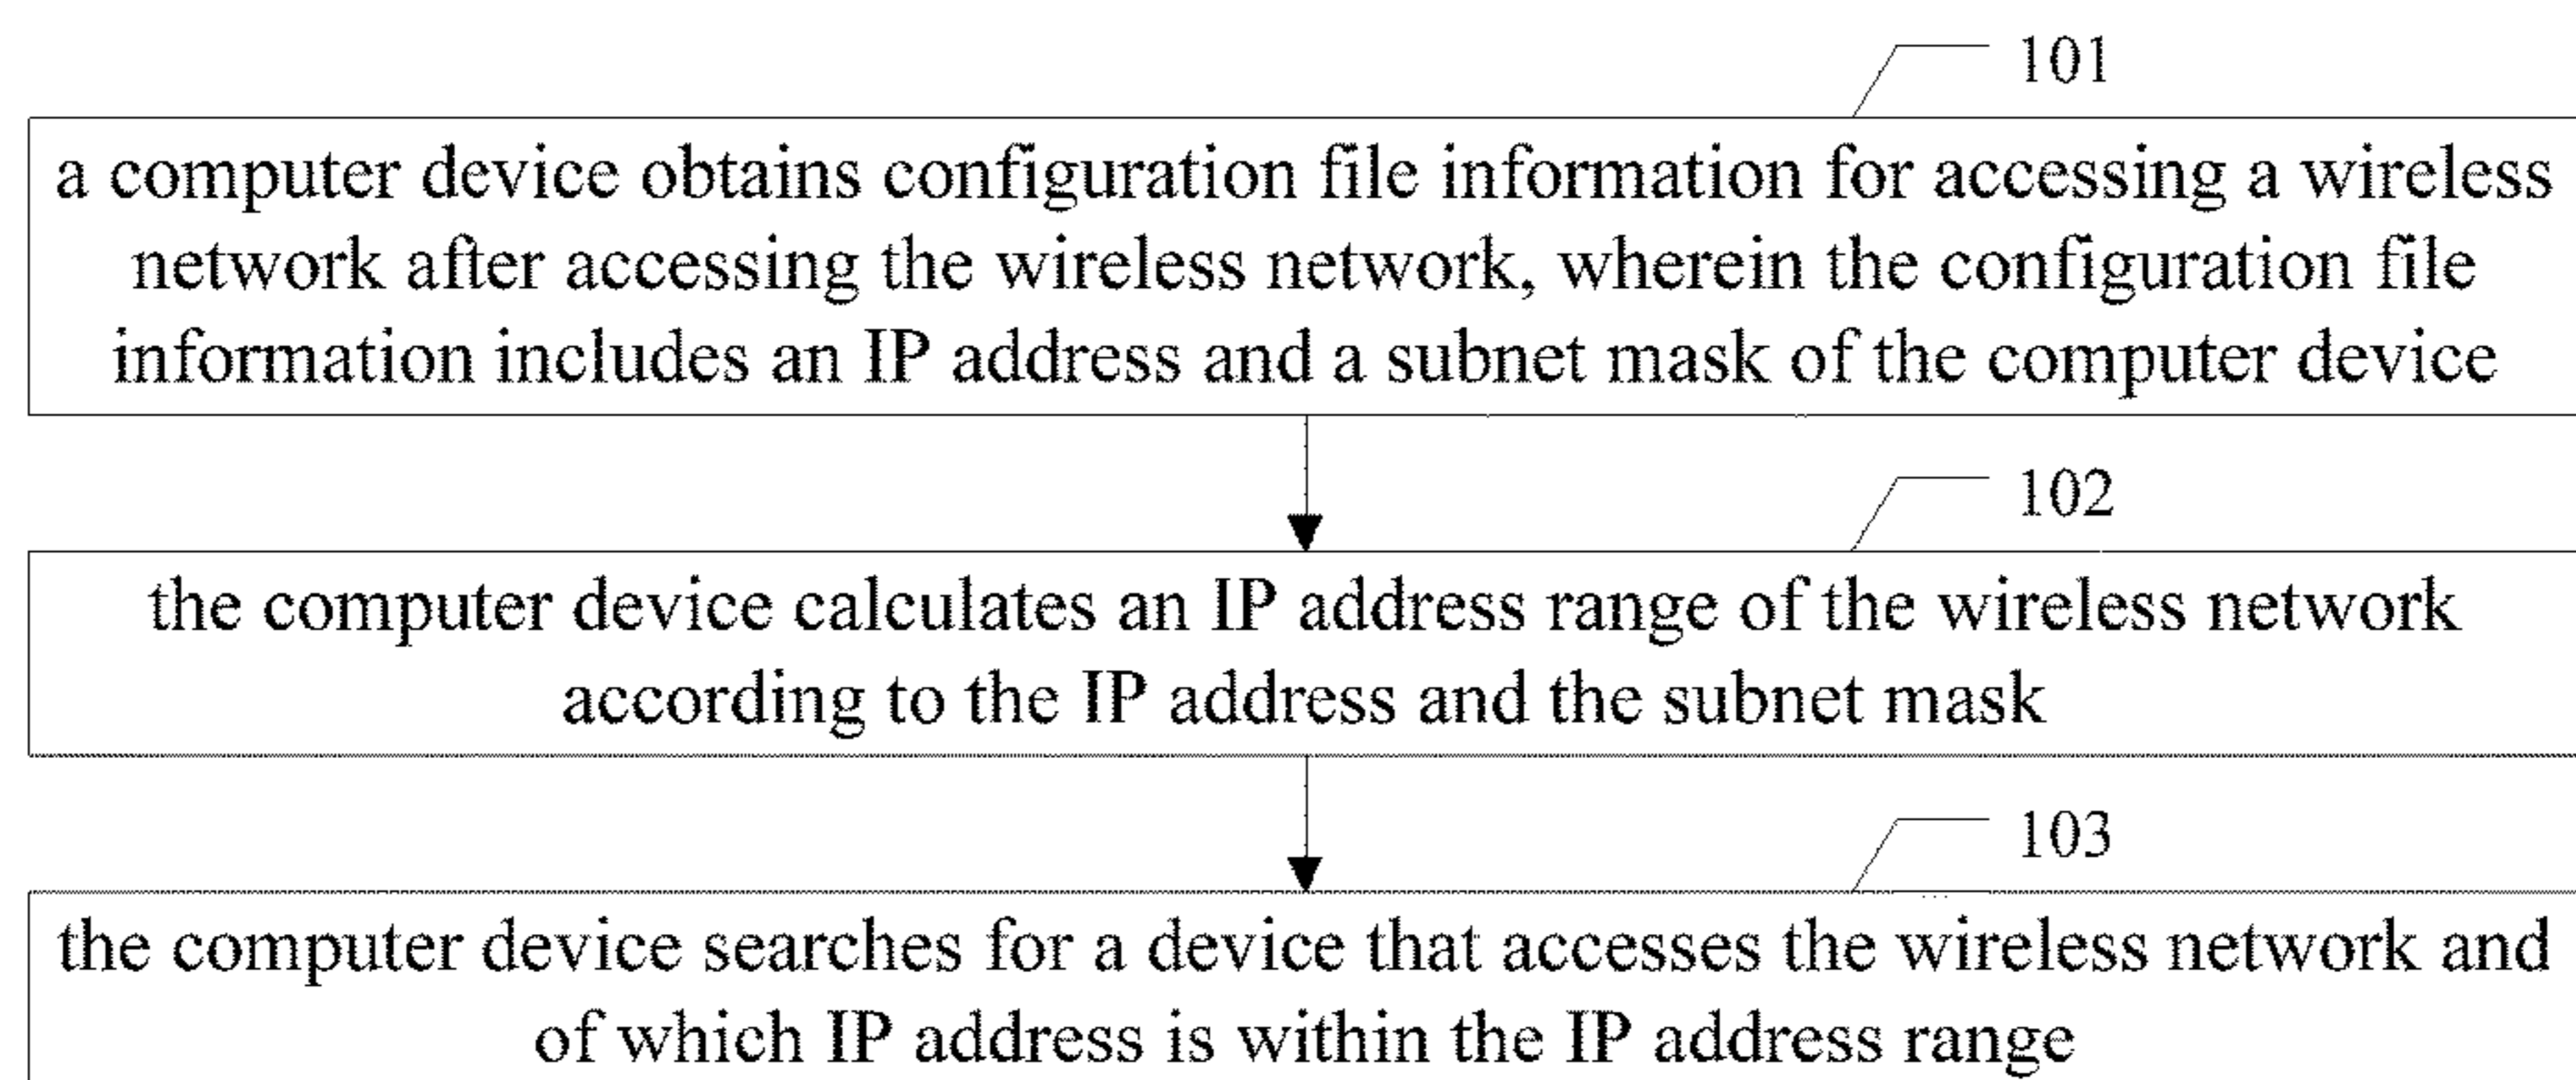 101
a computer device obtains configuration file information for accessing a wireless
network after accessing the wireless network, wherein the configuration file
information includes an IP address and a subnet mask of the computer device
102
the computer device calculates an IP address range of the wireless network
according to the IP address and the subnet mask
103
the computer device searches for a device that accesses the wireless network and
of which IP address is within the IP address range